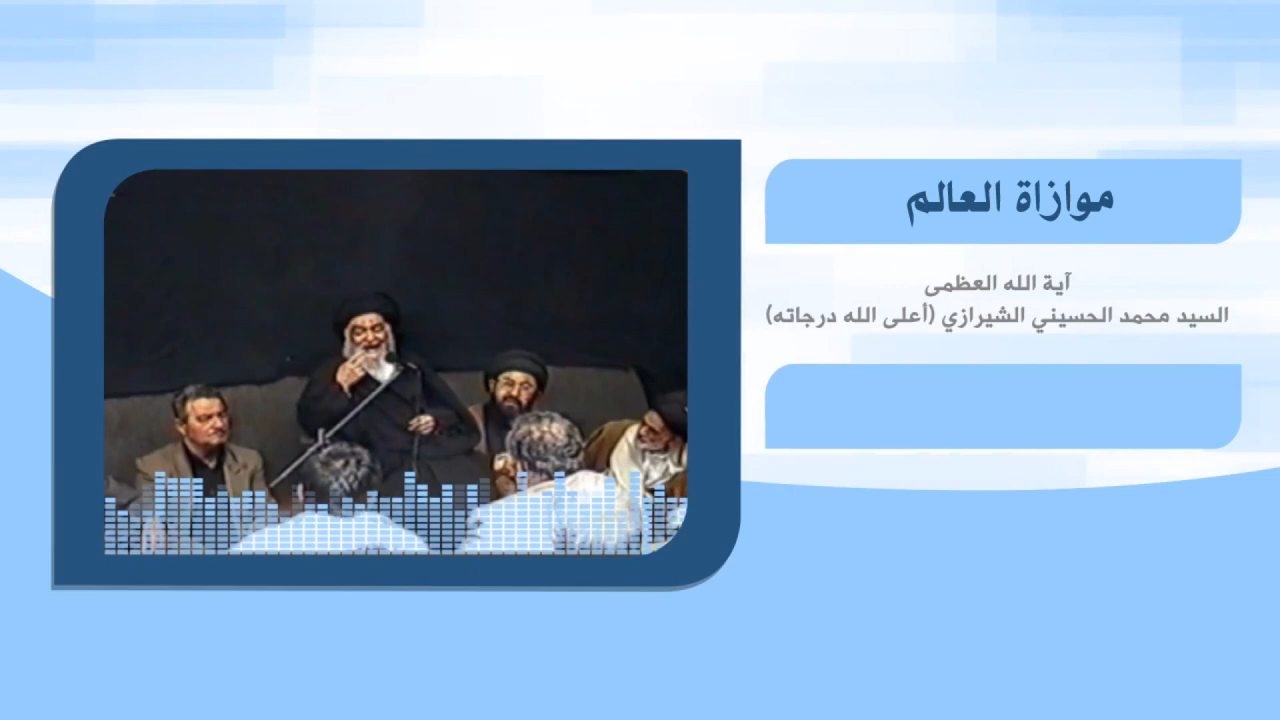 موازاة العالم
آية الله العظمى
السيد محمد الحسيني الشيرازي (أعلى الله درجاته)